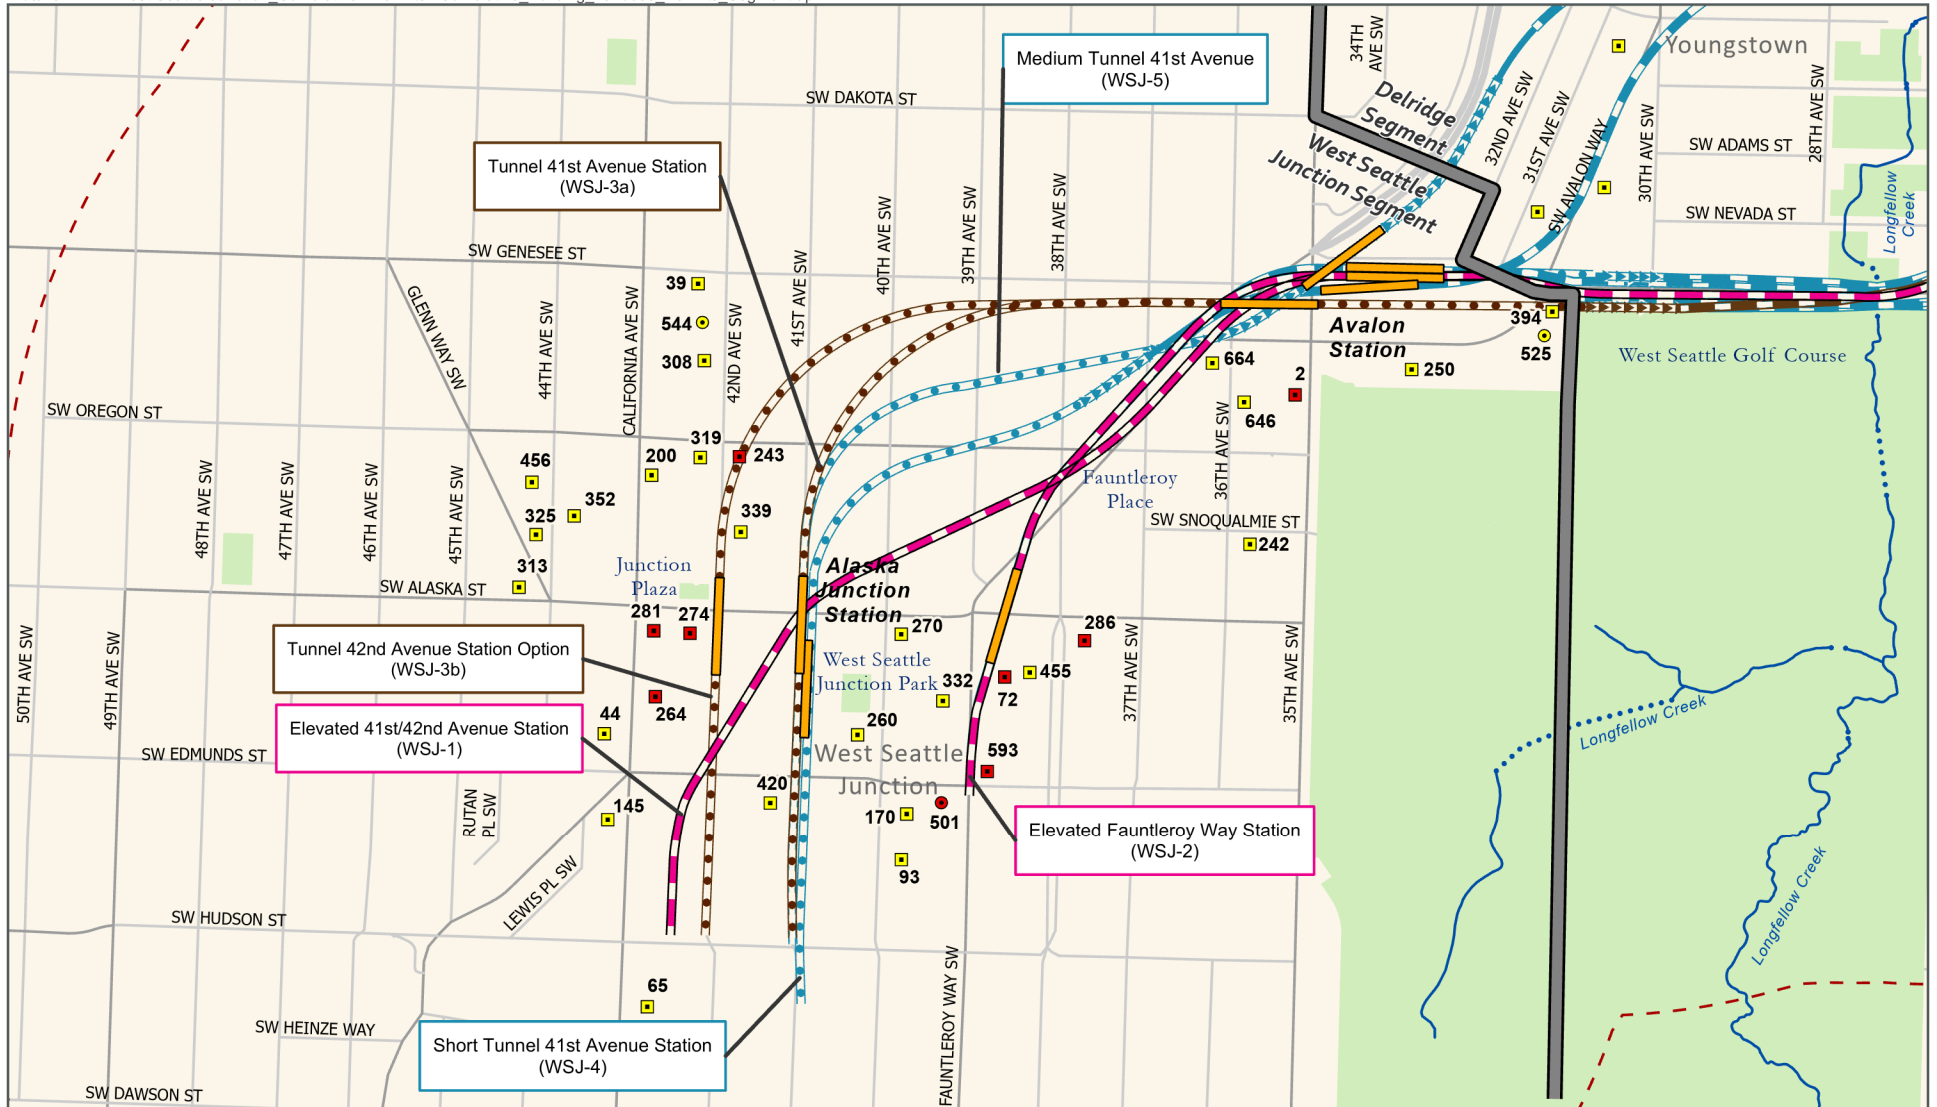 34TH
AVE SW
Youngstown
Medium Tunnel 41st Avenue
(WSJ-5)
28TH AVE SW
SW DAKOTA ST
Delridge
Segment
32ND AVE SW
31ST AVE SW
SW AVALON WAY
30TH AVE SW
SW ADAMS ST
West Seattle
Junction Segment
Tunnel 41st Avenue Station
(WSJ-3a)
Longfellow
Creek
SW NEVADA ST
SW GENESEE ST
41ST AVE SW
40TH AVE SW
39TH AVE SW
38TH AVE SW
39
544
308
GLENN WAY SW
44TH AVE SW
CALIFORNIA AVE SW
42ND AVE SW
394
525
Avalon
Station
West Seattle Golf Course
664
2
250
646
36TH AVE SW
SW OREGON ST
319
200
243
456
352
325
339
313
48TH AVE SW
47TH AVE SW
46TH AVE SW
45TH AVE SW
Fauntleroy
Place
SW SNOQUALMIE ST
242
Junction
Plaza
Alaska
Junction
Station
SW ALASKA ST
281
274
270
286
50TH AVE SW
49TH AVE SW
37TH AVE SW
35TH AVE SW
Tunnel 42nd Avenue Station Option
(WSJ-3b)
West Seattle
Junction Park
332
72
455
264
44
260
Longfellow Creek
Elevated 41st/42nd Avenue Station
(WSJ-1)
SW EDMUNDS ST
West Seattle
Junction
593
420
145
170
501
RUTAN
PL SW
Elevated Fauntleroy Way Station
(WSJ-2)
93
LEWIS PL SW
SW HUDSON ST
Longfellow Creek
65
FAUNTLEROY WAY SW
SW HEINZE WAY
Short Tunnel 41st Avenue Station
(WSJ-4)
SW DAWSON ST